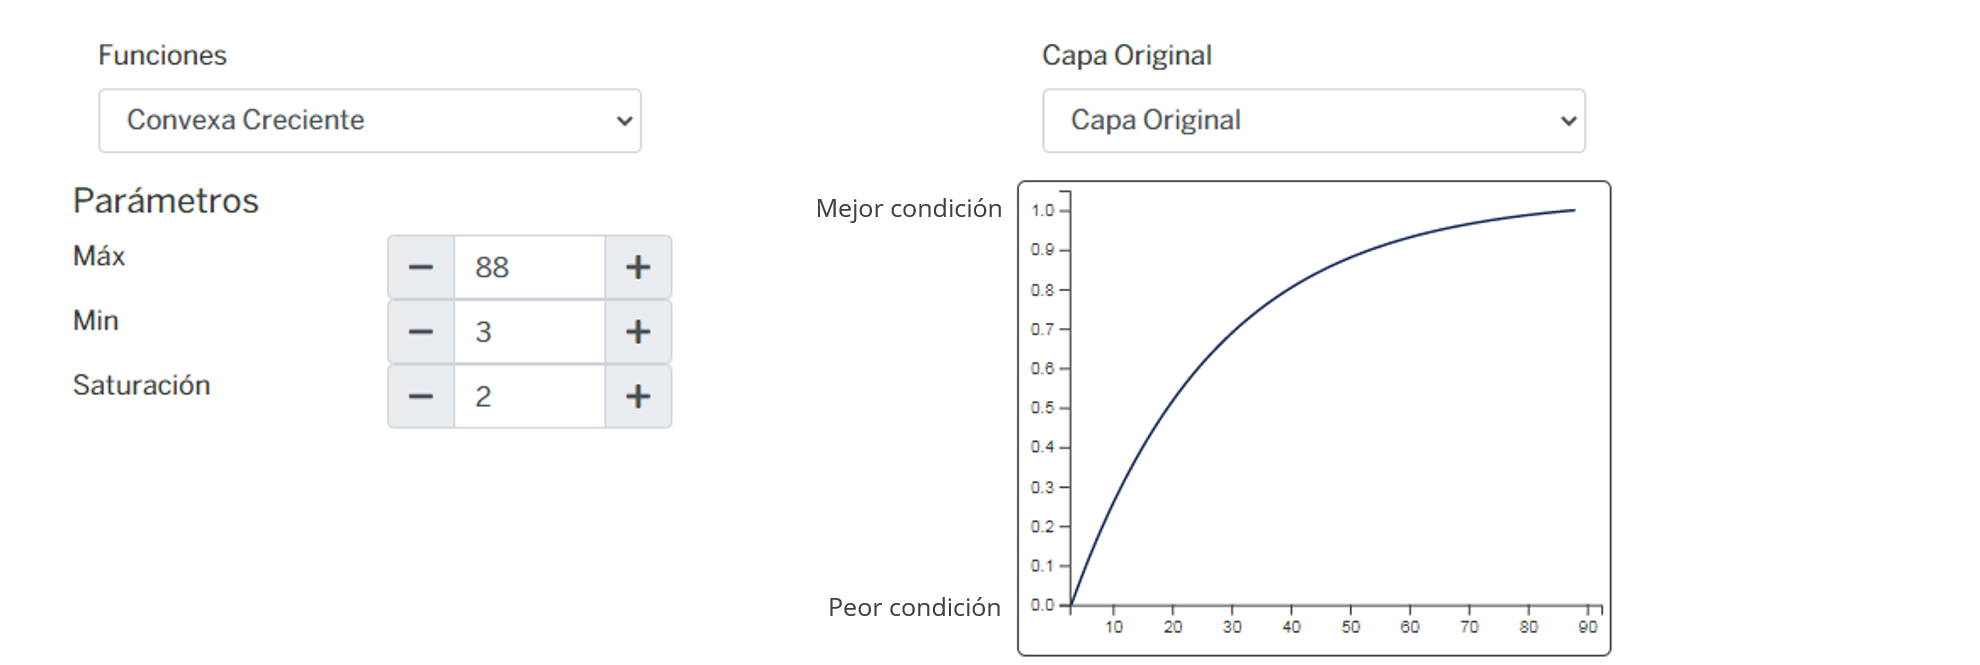 Funciones
Convexa Creciente
Parámetros
Máx
88
Min
3
Saturación
2
Capa Original
Capa Original
Mejor condición
Peor condición
1.0
0.9
0.8
0.7
0.6
0.5
0.4
0.3
0.2
0.1
0.0
10 20 30 40 50 60 70 80 90